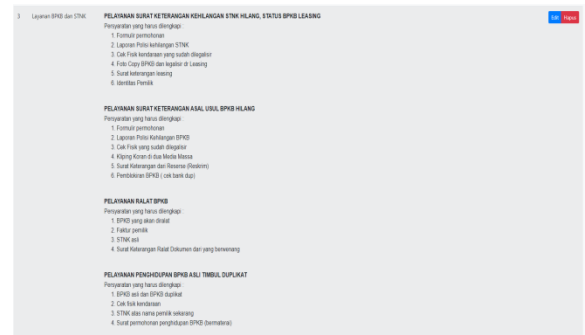 3 Layanan BPKB dan STNK PELAYANAN SURAT KETERANGAN KEHILANGAN STNK HILANG, STATUS BPKB LEASING Edit Hapus
Persyaratan yang harus dilengkapi :
1. Formulir permohonan
2. Laporan Polisi kehilangan STNK
3. Cek Fisik kendaraan yang sudah dilegalisir
4. Foto Copy BPKB dan legalisir dr Leasing
5. Surat keterangan leasing
6. Identitas Pemilik
PELAYANAN SURAT KETERANGAN ASAL USUL BPKB HILANG
Persyaratan yang harus dilengkapi :
1. Formulir permohonan
2. Laporan Polisi Kehilangan BPKB
3. Cek Fisik yang sudah dilegalisir
4. Kliping Koran di dua Media Massa
5. Surat Keterangan dari Reserse (Reskrim)
6. Pemblokiran BPKB ( cek bank dup)
PELAYANAN RALAT BPKB
Persyaratan yang harus dilengkapi :
1. BPKB yang akan diralat
2. Faktur pemilik
3. STNK asli
4. Surat Keterangan Ralat Dokumen dari yang berwenang
PELAYANAN PENGHIDUPAN BPKB ASLI TIMBUL DUPLIKAT
Persyaratan yang harus dilengkapi :
1. BPKB asli dan BPKB duplikat
2. Cek fisik kendaraan
3. STNK atas nama pemilik sekarang
4. Surat permohonan penghidupan BPKB (bermaterai)